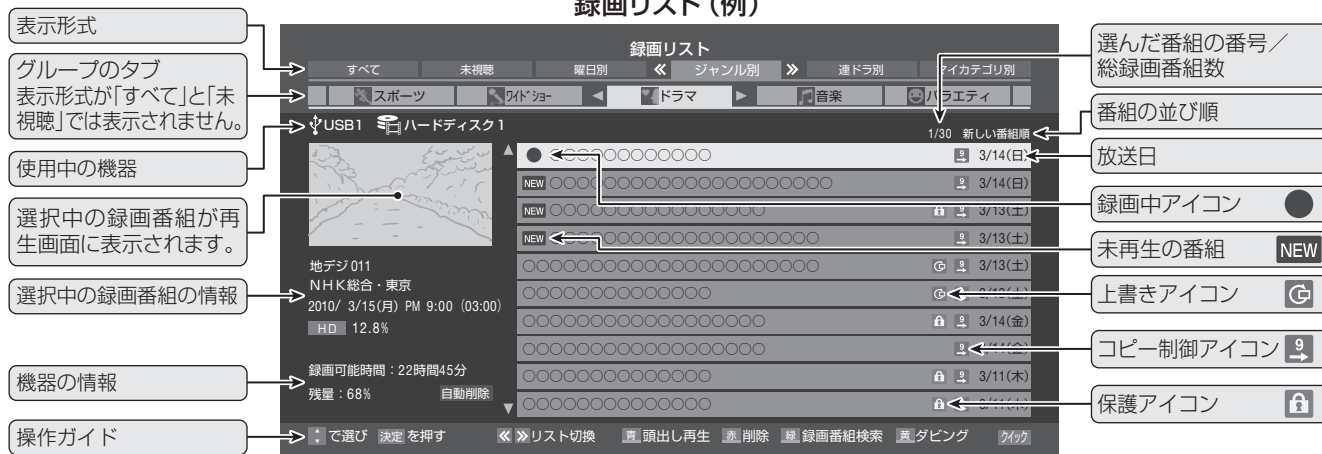 録画リスト（例）
表示形式
グループのタブ
表示形式が「すべて」と「未
視聴」では表示されません。
使用中の機器
選択中の録画番組が再
生画面に表示されます。
選択中の録画番組の情報
機器の情報
操作ガイド
録画リスト
すべて 未視聴 曜日別 ≪ ジャンル別 ≫ 連ドラ別 マイカテゴリ別
スポーツ ワイドショー ◀ ドラマ ▶ 音楽 バラエティ
USB1 ハードディスク1
1/30 新しい番組順
● ○○○○○○○○○○○○ 9 3/14(日)
NEW ○○○○○○○○○○○○○○○○○○○○○ 9 3/14(日)
NEW ○○○○○○○○○○○○○○○○ 9 3/13(土)
NEW ○○○○○○○○○○○○○○○○○○○○ 9 3/13(土)
○○○○○○○○○○○○○○○○○○○○○○ G 9 3/13(土)
○○○○○○○○○○○○○○ G
○○○○○○○○○○○○○○○○○○ 9 3/14(金)
○○○○○○○○○○○○○○○○○○ 9
○○○○○○○○○○○○○○ 9 3/11(木)
○○○○○○○○○○○○○○
地デジ 011
NHK総合・東京
2010/ 3/15(月) PM 9:00 (03:00)
HD 12.8%
録画可能時間：22時間45分
残量：68% 自動削除
で選び 決定 を押す ≪ ≫リスト切換 青 頭出し再生 赤 削除 緑 録画番組検索 黄 ダビング クイック
選んだ番組の番号／
総録画番組数
番組の並び順
放送日
録画中アイコン ●
未再生の番組 NEW
上書きアイコン G
コピー制御アイコン 9
保護アイコン